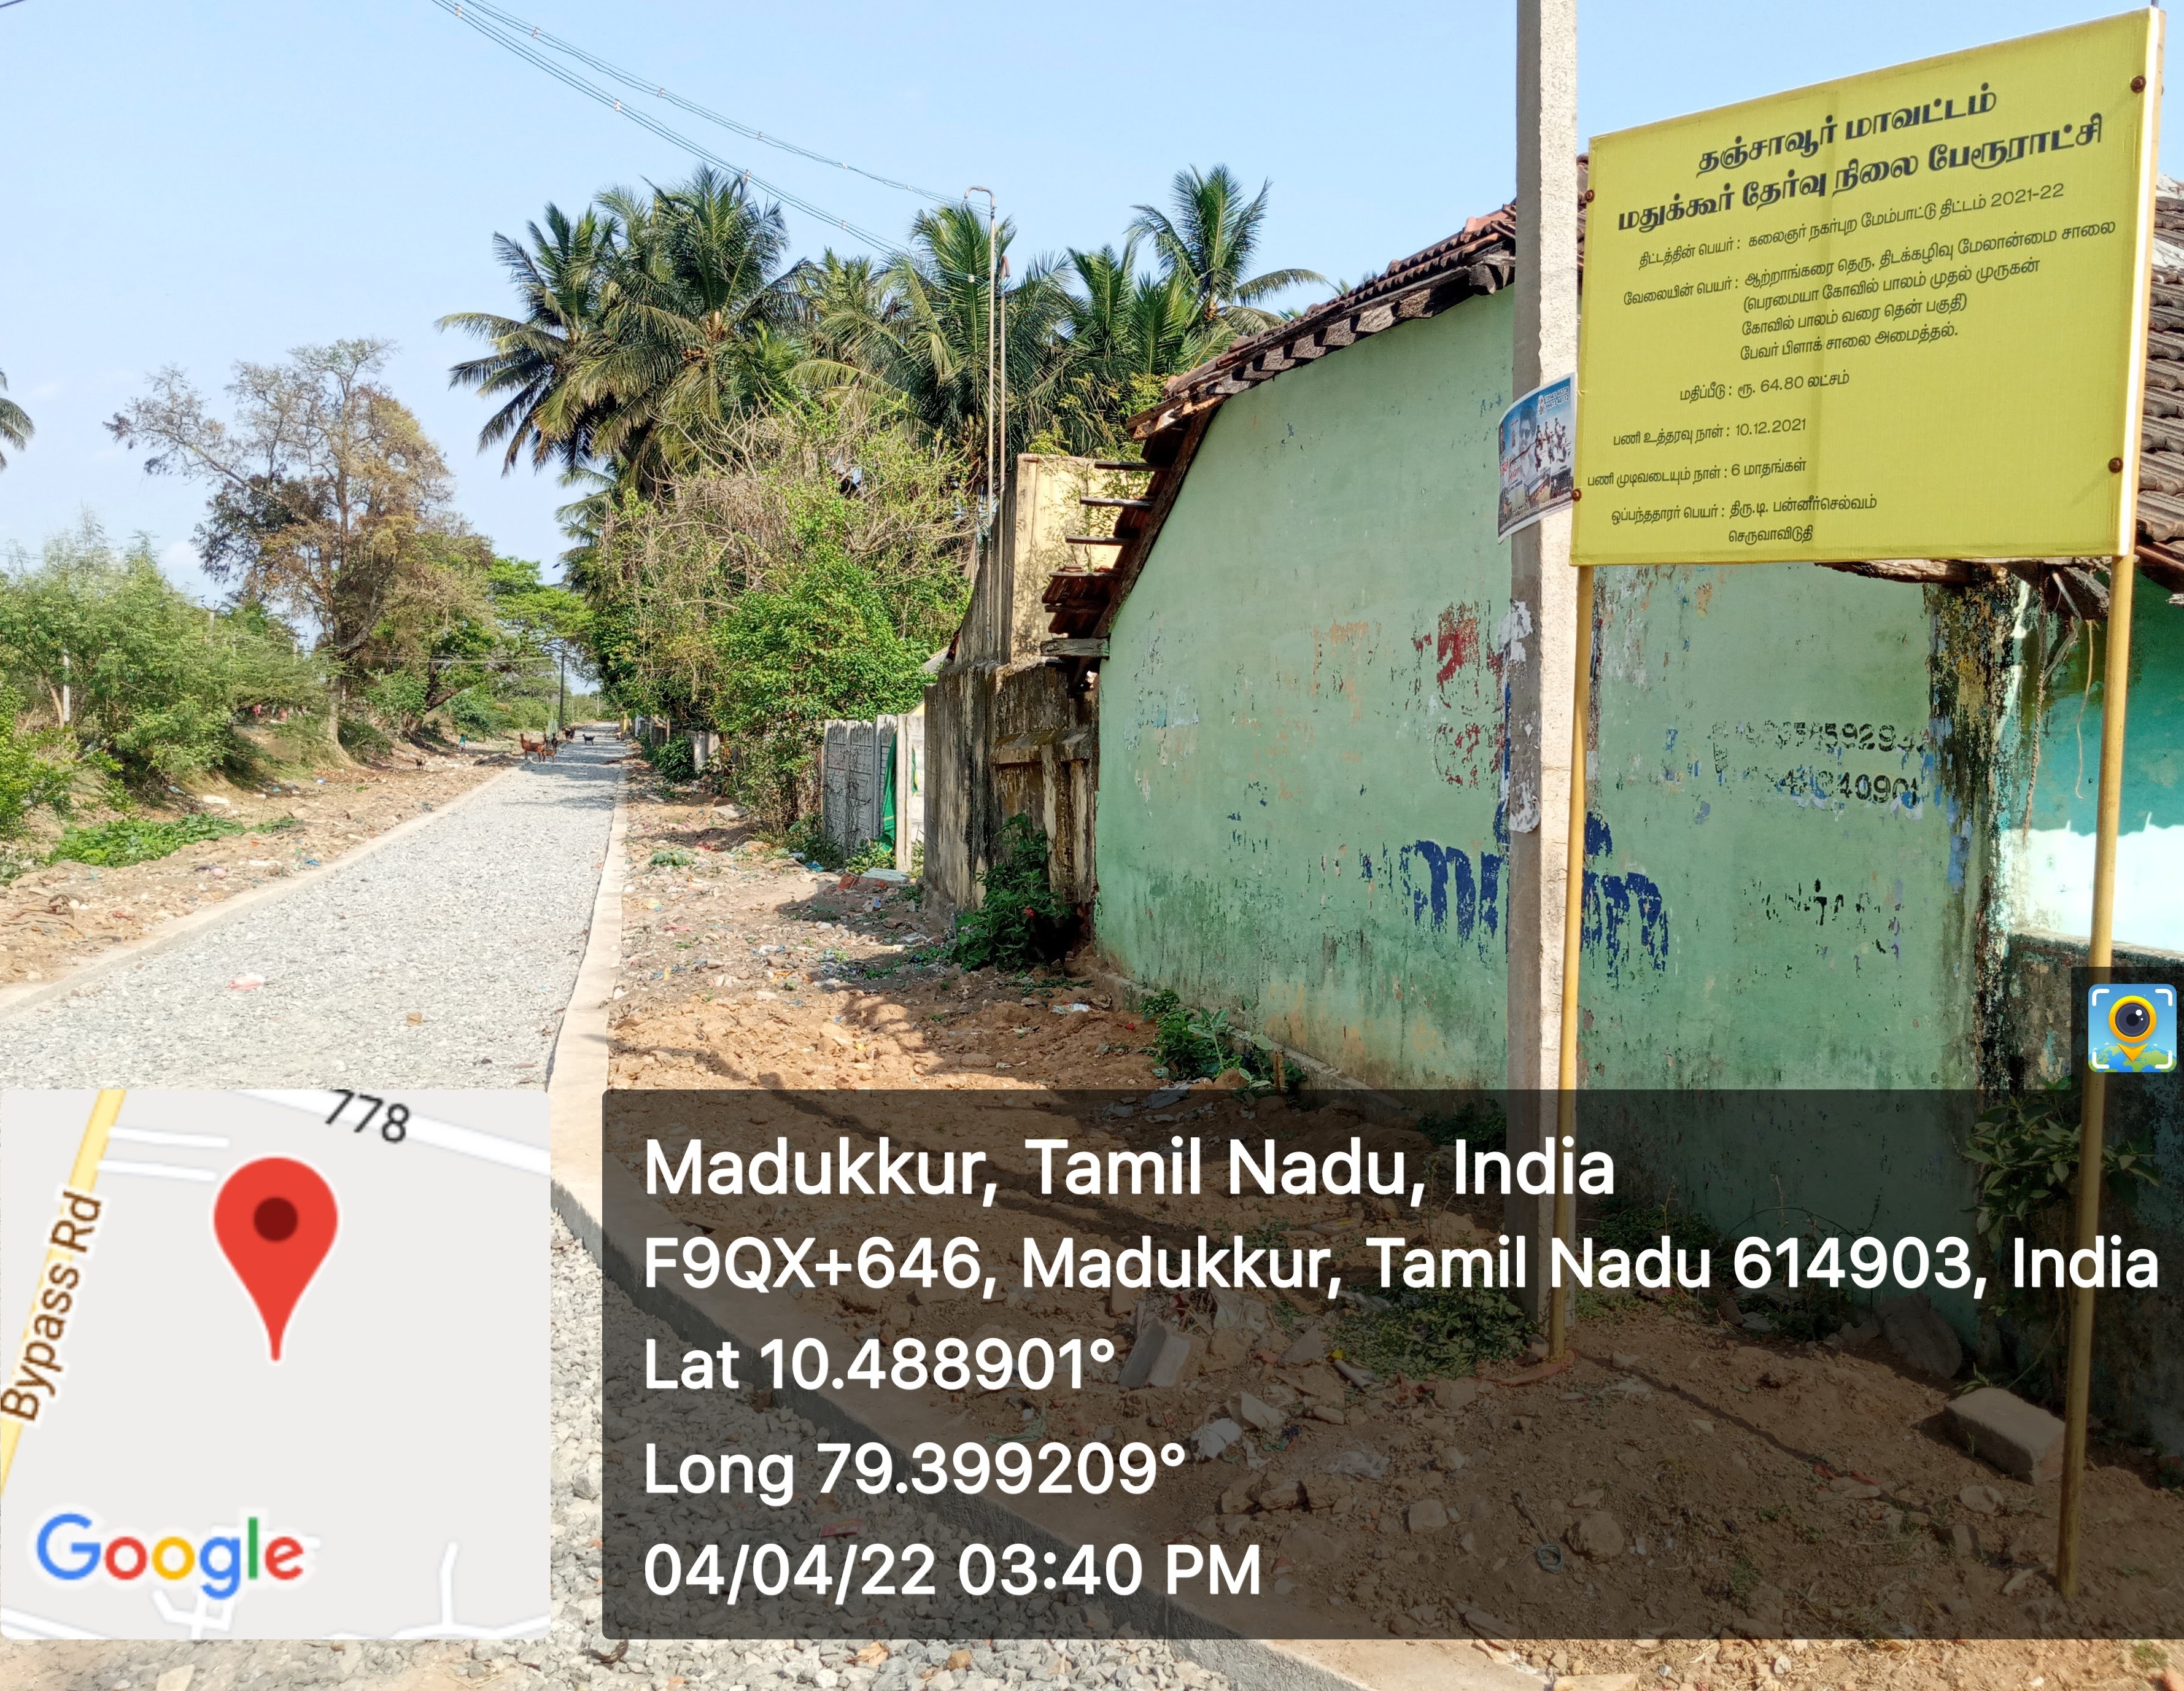 தஞ்சாவூர் மாவட்டம்
மதுக்கூர் தேர்வு நிலை பேரூராட்சி
திட்டத்தின் பெயர் : கலைஞர் நகர்புற மேம்பாட்டு திட்டம் 2021-22
வேலையின் பெயர் : ஆற்றாங்கரை தெரு. திடக்கழிவு மேலான்மை சாலை
(பெரமையா கோவில் பாலம் முதல் முருகன்
கோவில் பாலம் வரை தென் பகுதி)
பேவர் பிளாக் சாலை அமைத்தல்.
மதிப்பீடு : ரூ. 64.80 லட்சம்
பணி உத்தரவு நாள் : 10.12.2021
பணி முடிவடையும் நாள் : 6 மாதங்கள்
ஒப்பந்ததாரர் பெயர் : திரு.டி. பன்னீர்செல்வம்
செருவாவிடுதி
778
Bypass Rd
Google
Madukkur, Tamil Nadu, India
F9QX+646, Madukkur, Tamil Nadu 614903, India
Lat 10.488901°
Long 79.399209°
04/04/22 03:40 PM